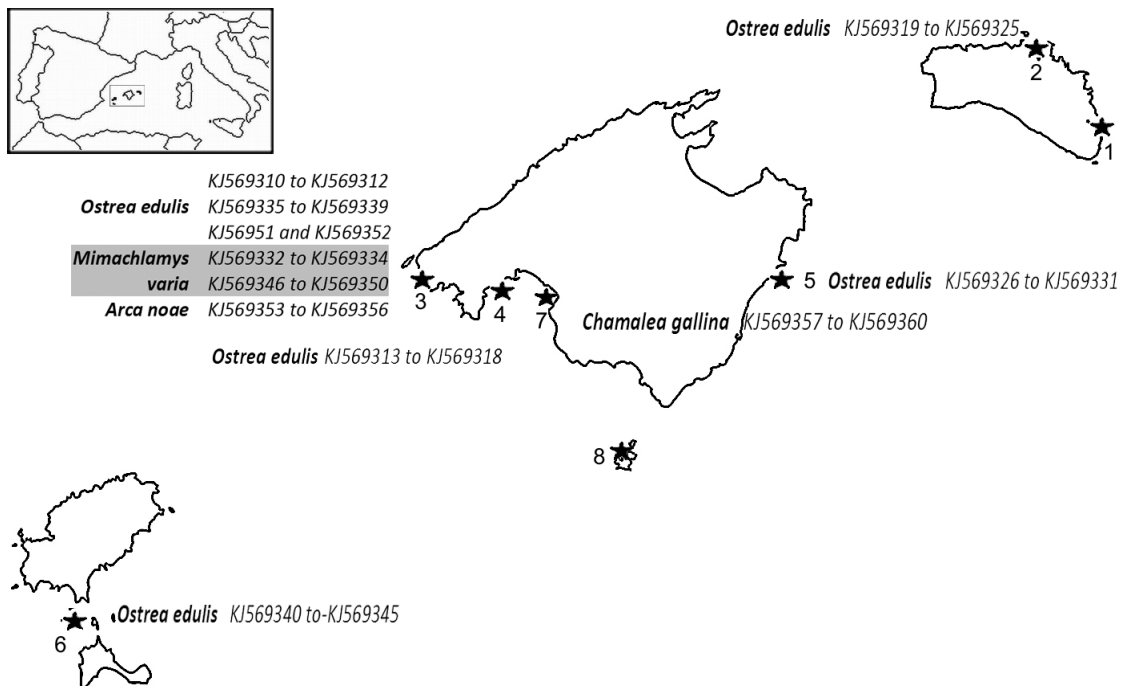 Ostrea edulis KJ569319 to KJ569325
2
1
KJ569310 to KJ569312
Ostrea edulis KJ569335 to KJ569339
KJ56951 and KJ569352
Mimachlamys KJ569332 to KJ569334
varia KJ569346 to KJ569350
Arca noae KJ569353 to KJ569356
3
4
7
5 Ostrea edulis KJ569326 to KJ569331
Chamalea gallina KJ569357 to KJ569360
Ostrea edulis KJ569313 to KJ569318
8
Ostrea edulis KJ569340 to-KJ569345
6